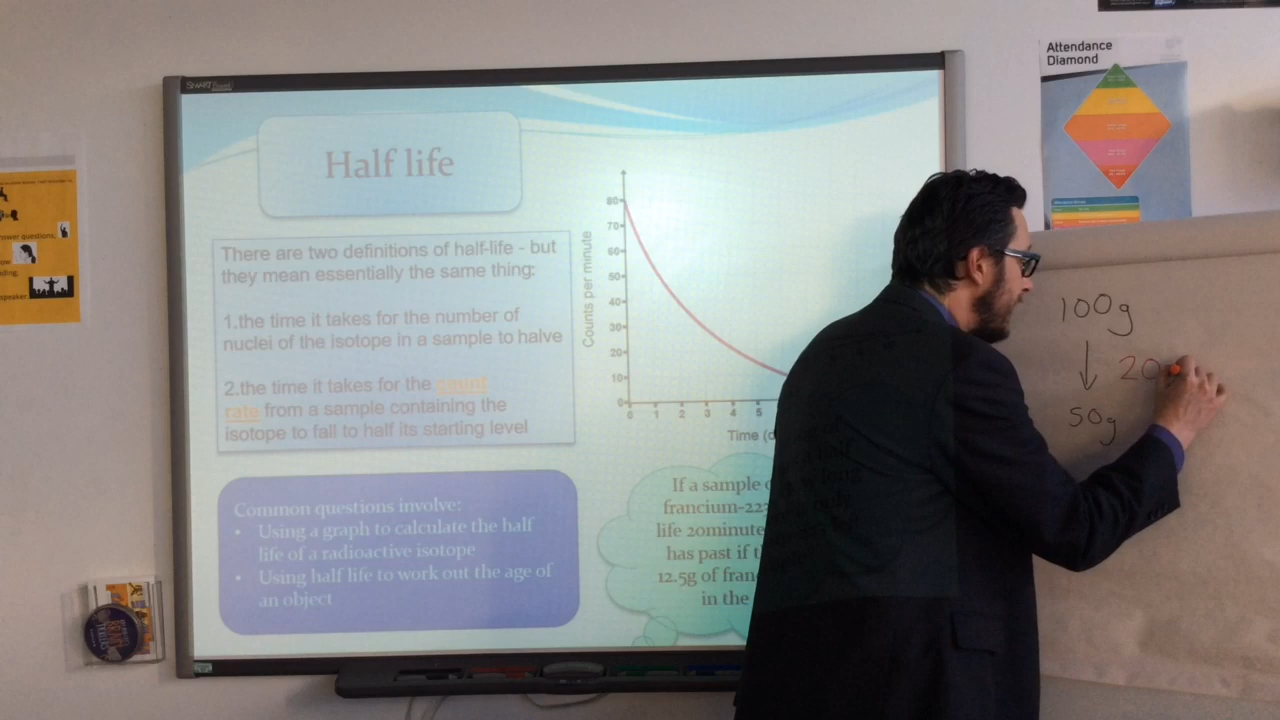 SMART Board
Half life
There are two definitions of half-life - but
they mean essentially the same thing:
1.the time it takes for the number of
nuclei of the isotope in a sample to halve
2.the time it takes for the count
rate from a sample containing the
isotope to fall to half its starting level
Common questions involve:
• Using a graph to calculate the half
life of a radioactive isotope
• Using half life to work out the age of
an object
Counts per minute
80
70
60
50
40
30
20
10
0
0 1 2 3 4 5
Time (d
If a sample
francium-22
life 20minute
has past if t
12.5g of fran
in the
Attendance
Diamond
100g
20
50g
nswer questions,
speaker